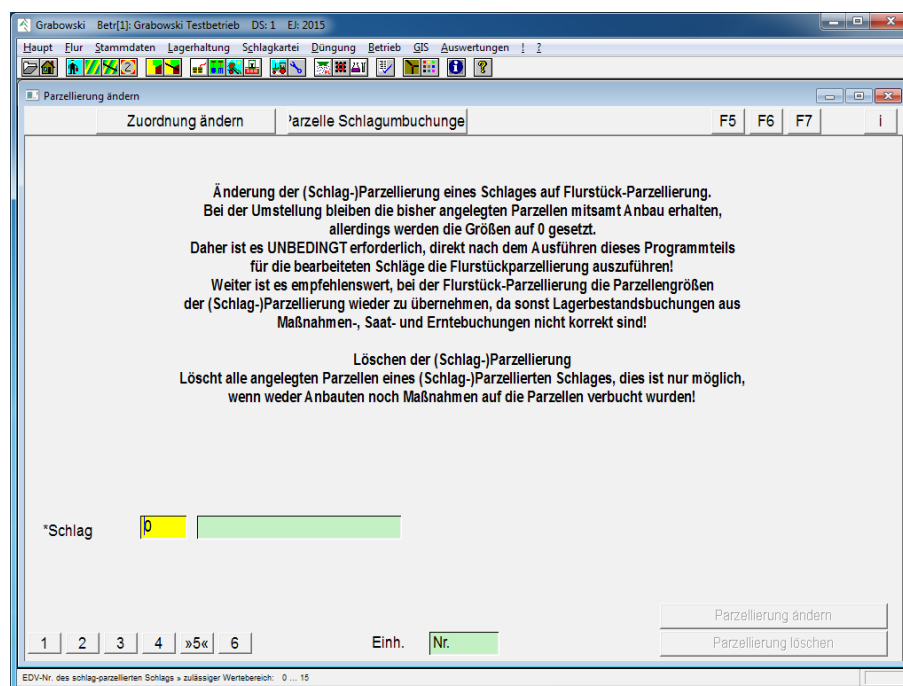 Grabowski Betr[1]: Grabowski Testbetrieb DS: 1 EJ: 2015
Haupt Flur Stammdaten Lagerhaltung Schlagkartei Düngung Betrieb GIS Auswertungen ! ?
Parzellierung ändern
Zuordnung ändern Parzelle Schlagumbuchunge F5 F6 F7 i
Änderung der (Schlag-)Parzellierung eines Schlages auf Flurstück-Parzellierung.
Bei der Umstellung bleiben die bisher angelegten Parzellen mitsamt Anbau erhalten,
allerdings werden die Größen auf 0 gesetzt.
Daher ist es UNBEDINGT erforderlich, direkt nach dem Ausführen dieses Programmteils
für die bearbeiteten Schläge die Flurstückparzellierung auszuführen!
Weiter ist es empfehlenswert, bei der Flurstück-Parzellierung die Parzellengrößen
der (Schlag-)Parzellierung wieder zu übernehmen, da sonst Lagerbestandsbuchungen aus
Maßnahmen-, Saat- und Erntebuchungen nicht korrekt sind!
Löschen der (Schlag-)Parzellierung
Löscht alle angelegten Parzellen eines (Schlag-)Parzellierten Schlages, dies ist nur möglich,
wenn weder Anbauten noch Maßnahmen auf die Parzellen verbucht wurden!
*Schlag 0
Parzellierung ändern
1 2 3 4 »5« 6 Einh. Nr. Parzellierung löschen
EDV-Nr. des schlag-parzellierten Schlags » zulässiger Wertebereich: 0 ... 15